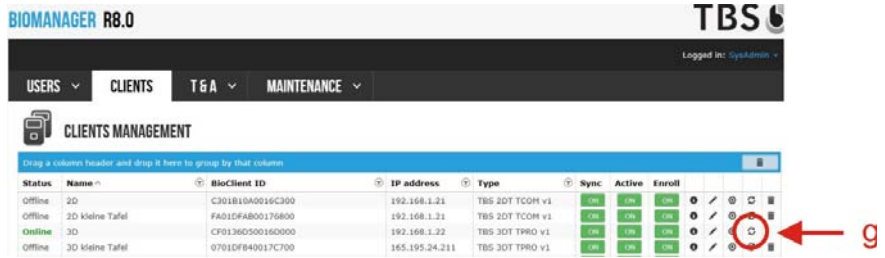 BIOMANAGER R8.0 TBS
Logged in: SysAdmin
USERS CLIENTS T & A MAINTENANCE
CLIENTS MANAGEMENT
Drag a column header and drop it here to group by that column
Status Name BioClient ID IP address Type Sync Active Enroll
Offline 2D C301B10A0016C300 192.168.1.21 TBS 2DT TCOM v1 ON ON ON
Offline 2D kleine Tafel FA01DFAB00176800 192.168.1.21 TBS 2DT TCOM v1 ON ON ON
Online 3D CF0136D500160000 192.168.1.22 TBS 3DT TPRO v1 ON ON ON
Offline 3D kleine Tafel 0701DFB40017C700 165.195.24.211 TBS 3DT TPRO v1 ON ON ON
g